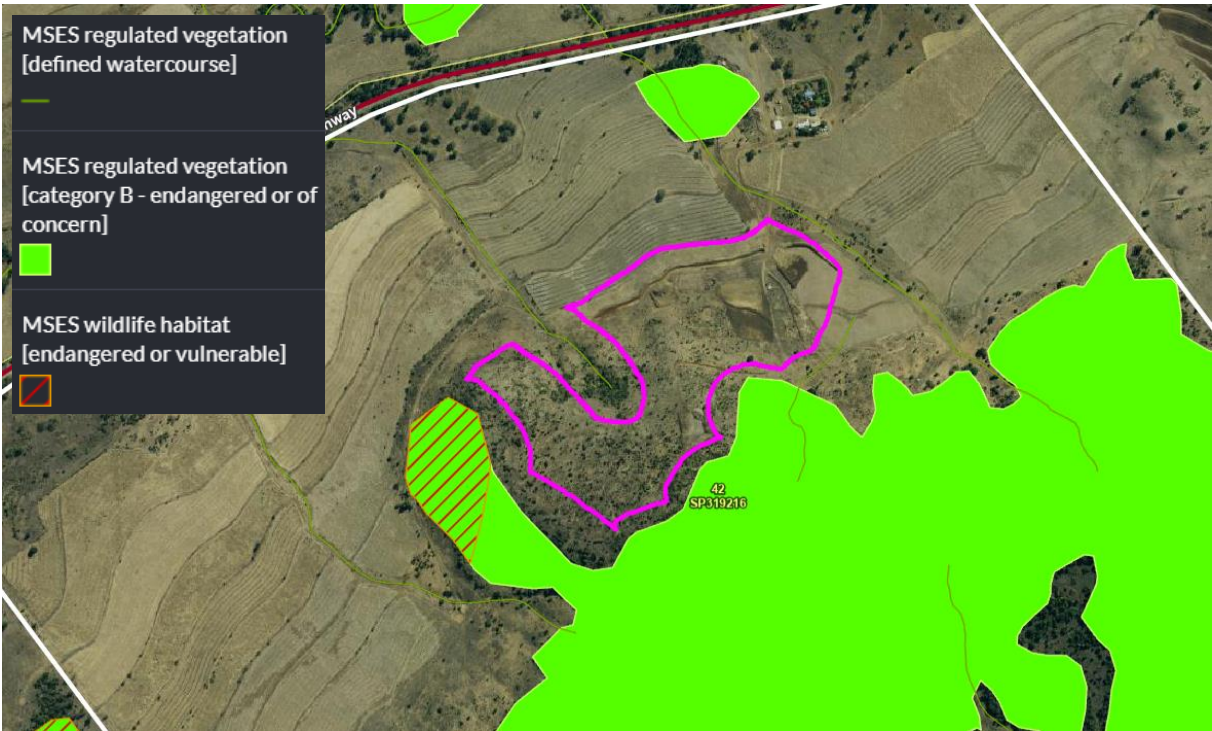 MSES regulated vegetation
[defined watercourse]
MSES regulated vegetation
[category B - endangered or of
concern]
MSES wildlife habitat
[endangered or vulnerable]
nway
42
SP319216